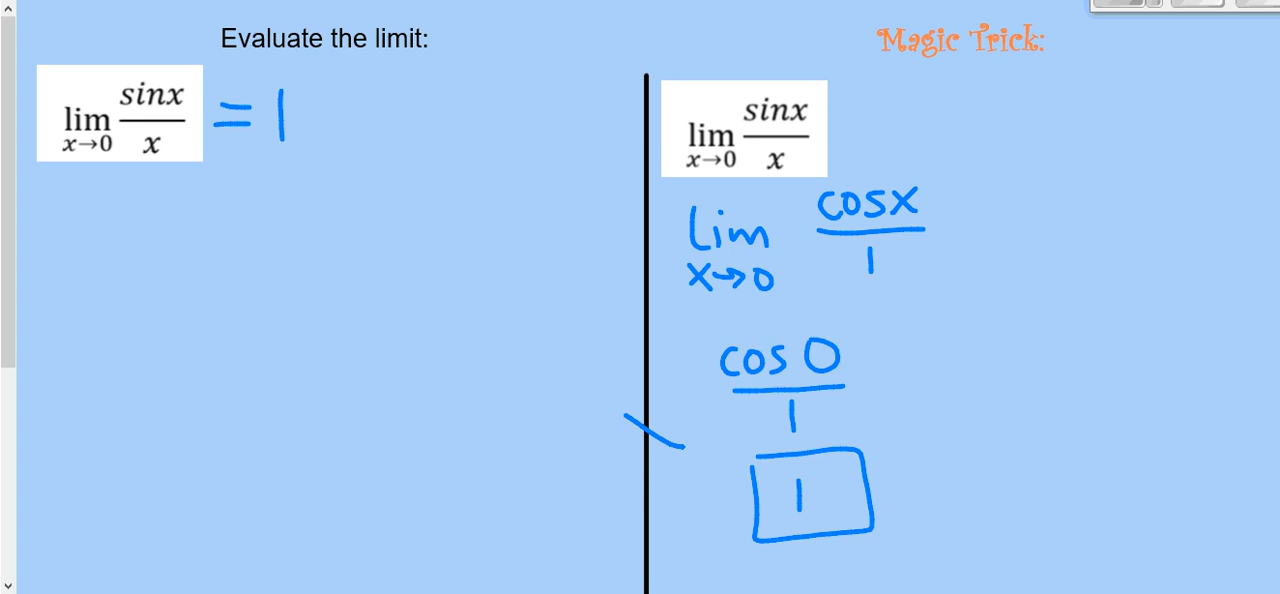 Evaluate the limit:
lim x→0 sinx/x = 1
Magic Trick:
lim x→0 sinx/x
lim x→0 cosx/1
cos 0/1
1